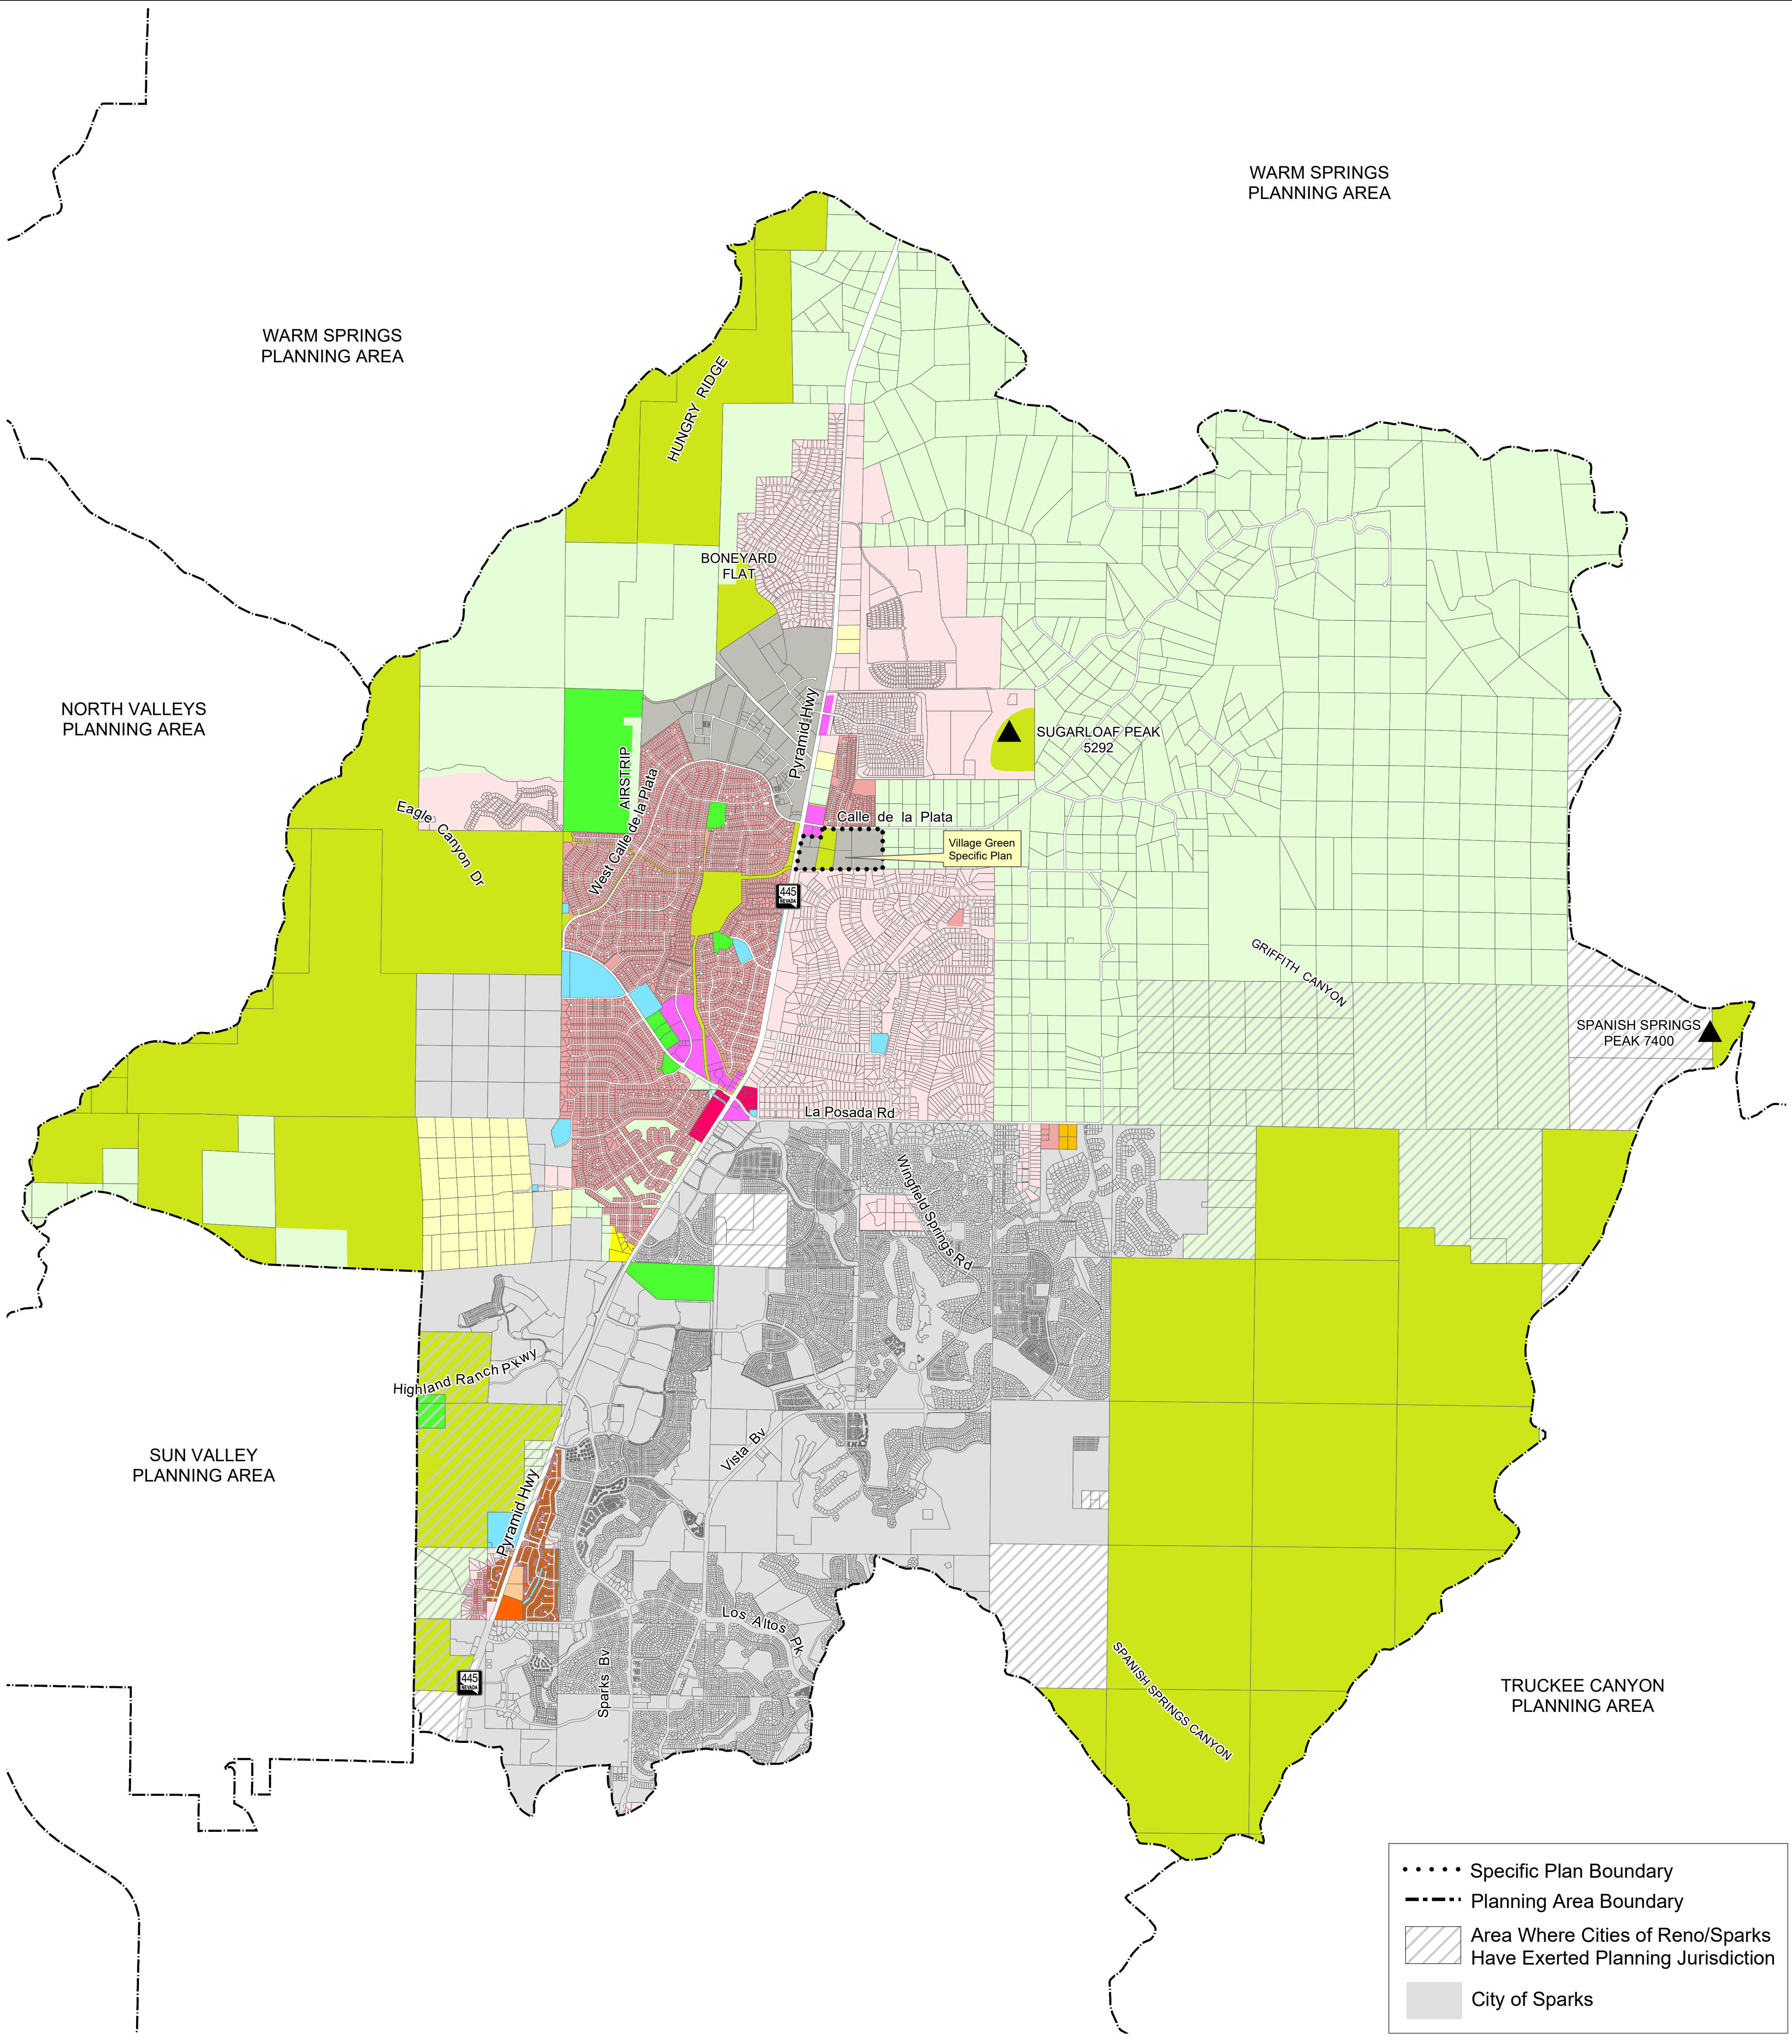 WARM SPRINGS
PLANNING AREA
WARM SPRINGS
PLANNING AREA
HUNGRY RIDGE
BONEYARD
FLAT
NORTH VALLEYS
PLANNING AREA
Pyramid Hwy
SUGARLOAF PEAK
5292
AIRSTRIP
West Calle de la Plata
Eagle Canyon Dr
Calle de la Plata
Village Green
Specific Plan
445
NEVADA
GRIFFITH CANYON
SPANISH SPRINGS
PEAK 7400
La Posada Rd
Wingfield Springs Rd
Highland Ranch Pkwy
SUN VALLEY
PLANNING AREA
Vista Bv
Pyramid Hwy
Los Altos Pk
Sparks Bv
445
NEVADA
SPANISH SPRINGS CANYON
TRUCKEE CANYON
PLANNING AREA
Specific Plan Boundary
Planning Area Boundary
Area Where Cities of Reno/Sparks
Have Exerted Planning Jurisdiction
City of Sparks